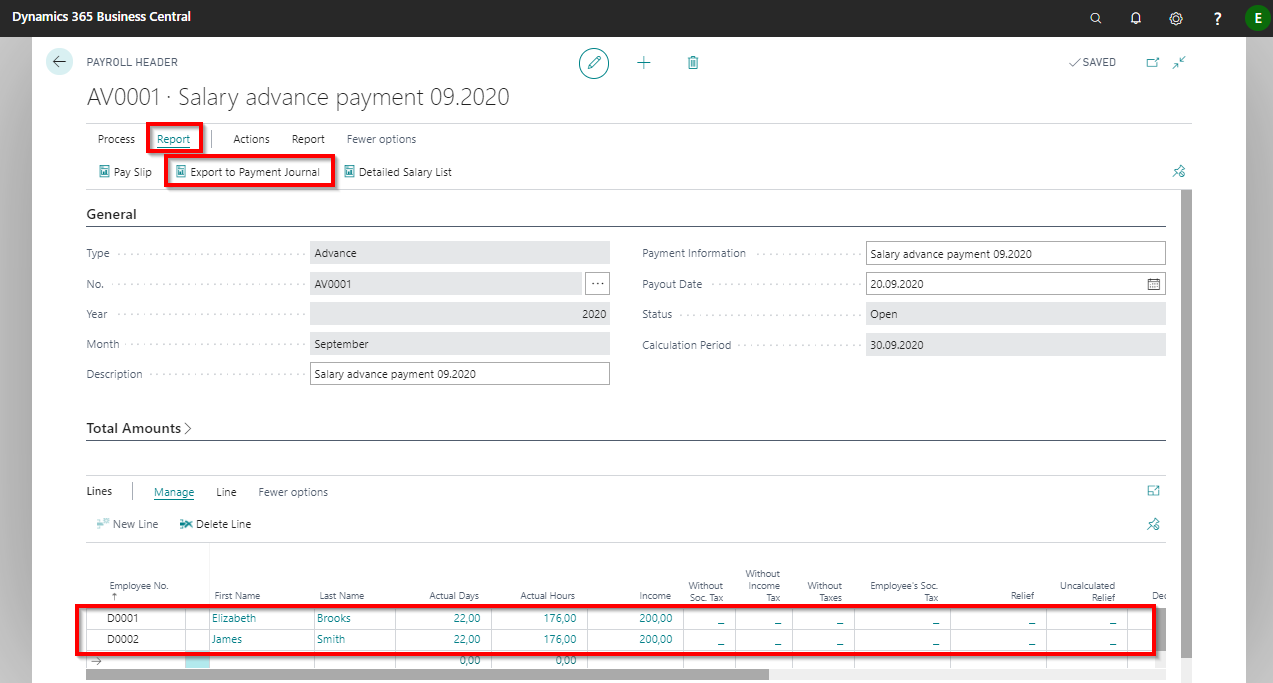 Dynamics 365 Business Central
?
E
PAYROLL HEADER
SAVED
AV0001 · Salary advance payment 09.2020
Process Report Actions Report Fewer options
Pay Slip Export to Payment Journal Detailed Salary List
General
Type Advance
No. AV0001 ...
Year 2020
Month September
Description Salary advance payment 09.2020
Payment Information Salary advance payment 09.2020
Payout Date 20.09.2020
Status Open
Calculation Period 30.09.2020
Total Amounts
Lines Manage Line Fewer options
New Line Delete Line
Employee No. ↑ First Name Last Name Actual Days Actual Hours Income Without Soc. Tax Without Income Tax Without Taxes Employee's Soc. Tax Relief Uncalculated Relief Dec
D0001 Elizabeth Brooks 22,00 176,00 200,00 _ _ _ _ _ _
D0002 James Smith 22,00 176,00 200,00 _ _ _ _ _ _
→ 0,00 0,00